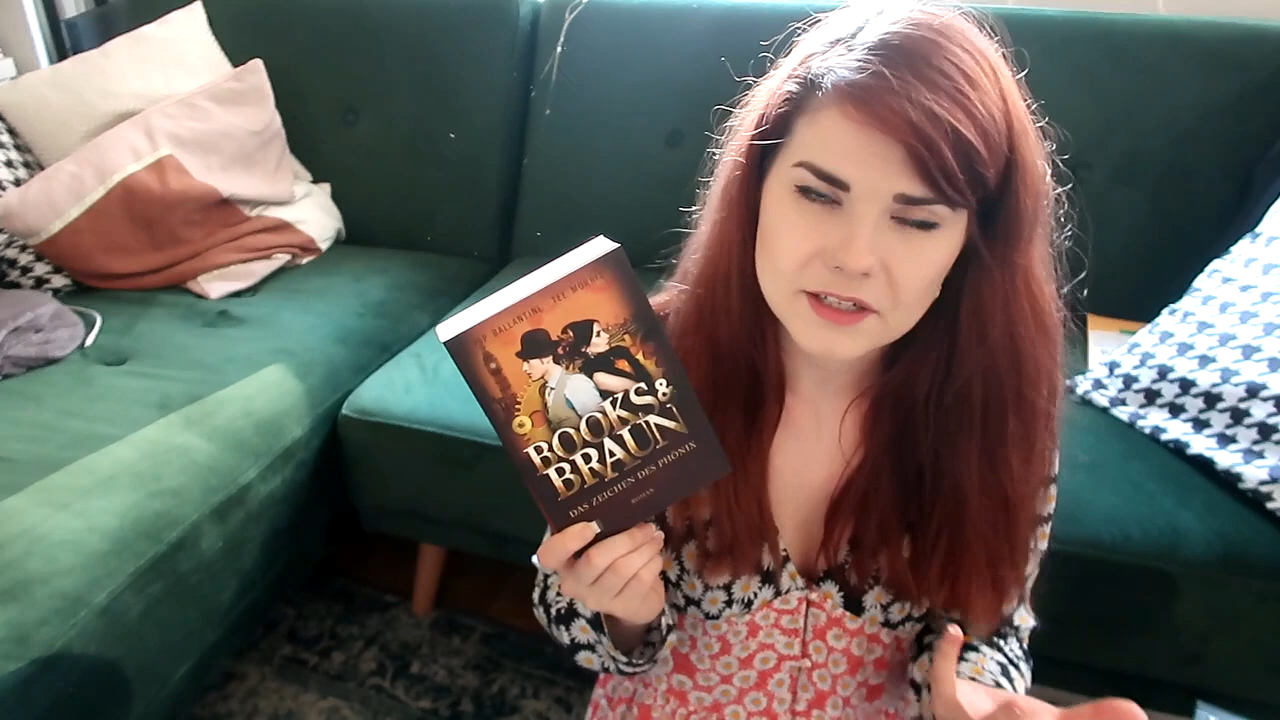 P. BALLANTINE TEE MORRIS
BOOKS &
BRAUN
DAS ZEICHEN DES PHÖNIX
ROMAN